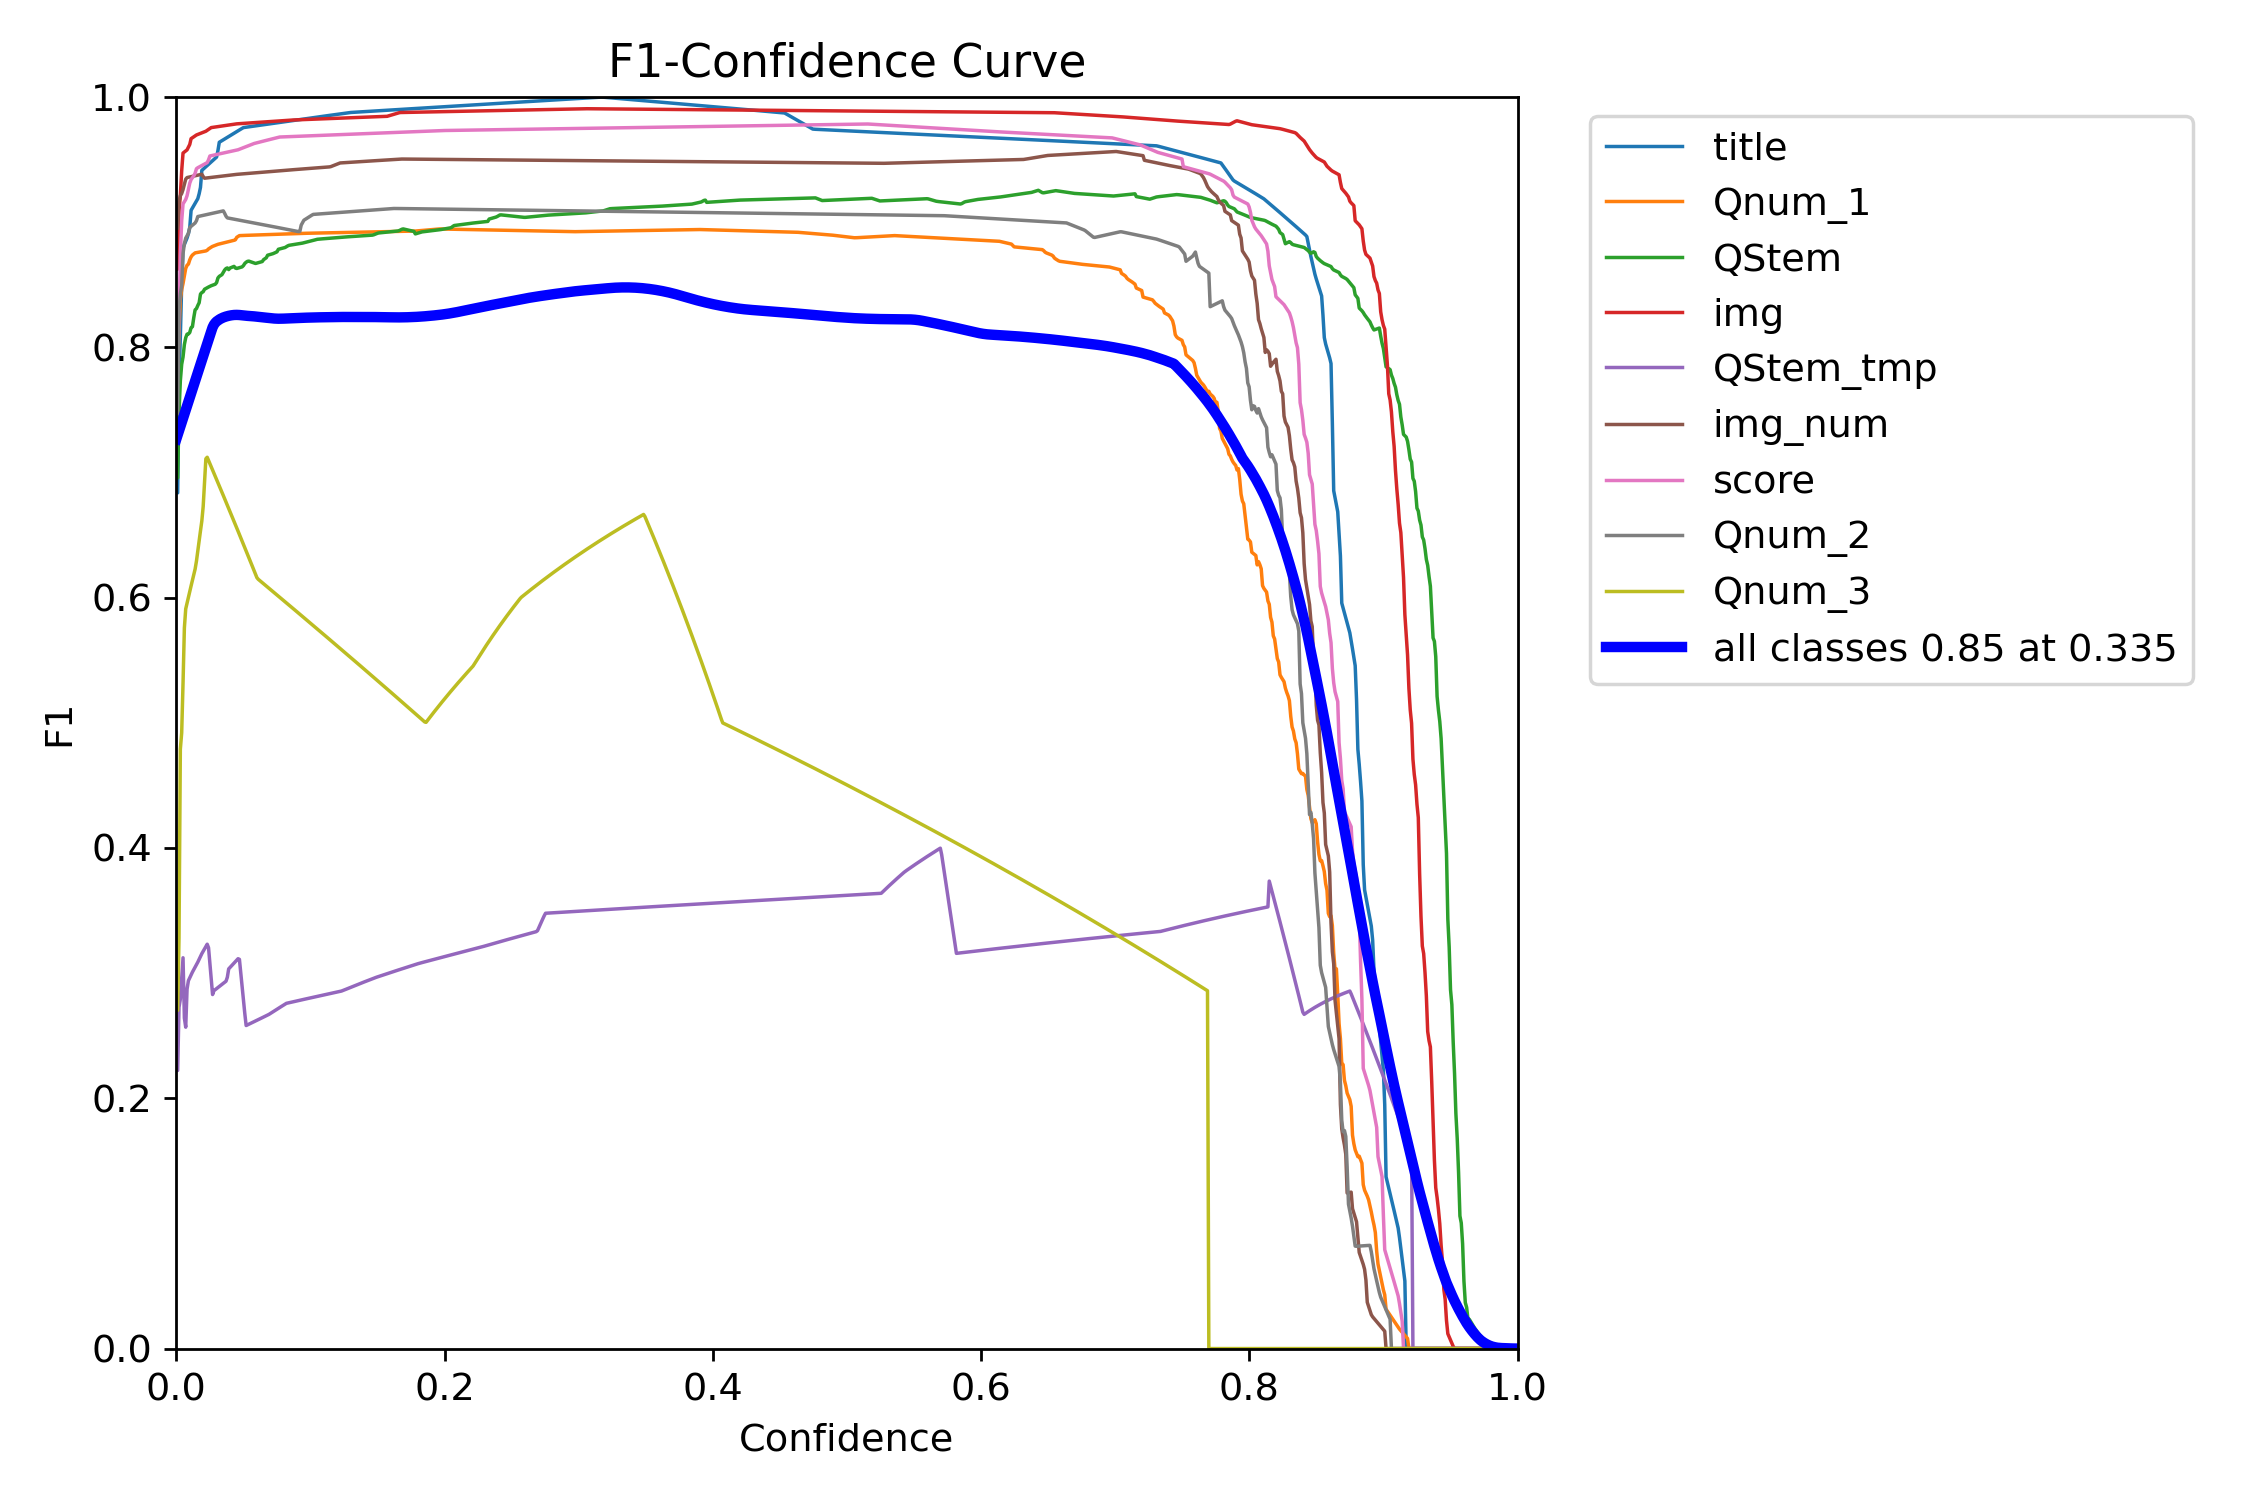 F1-Confidence Curve
1.0
0.8
0.6
0.4
0.2
0.0
F1
0.0 0.2 0.4 0.6 0.8 1.0
Confidence
title
Qnum_1
QStem
img
QStem_tmp
img_num
score
Qnum_2
Qnum_3
all classes 0.85 at 0.335